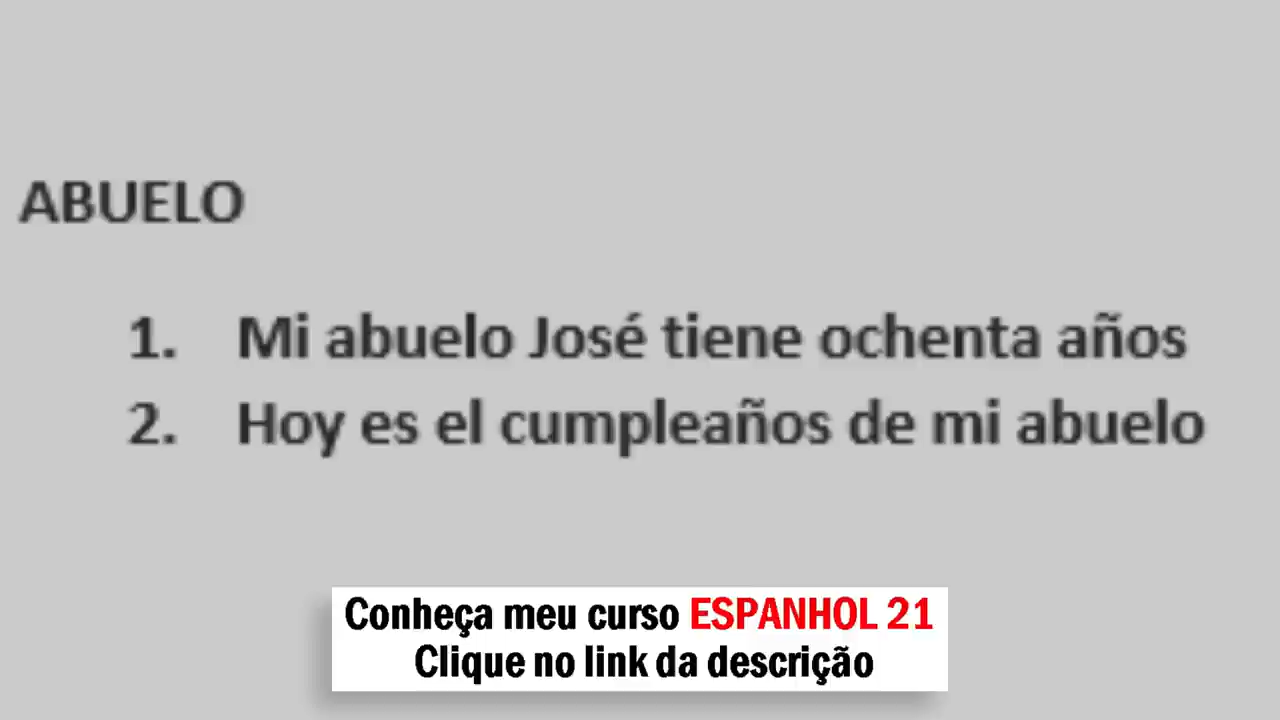 ABUELO
1. Mi abuelo José tiene ochenta años
2. Hoy es el cumpleaños de mi abuelo
Conheça meu curso ESPANHOL 21
Clique no link da descrição